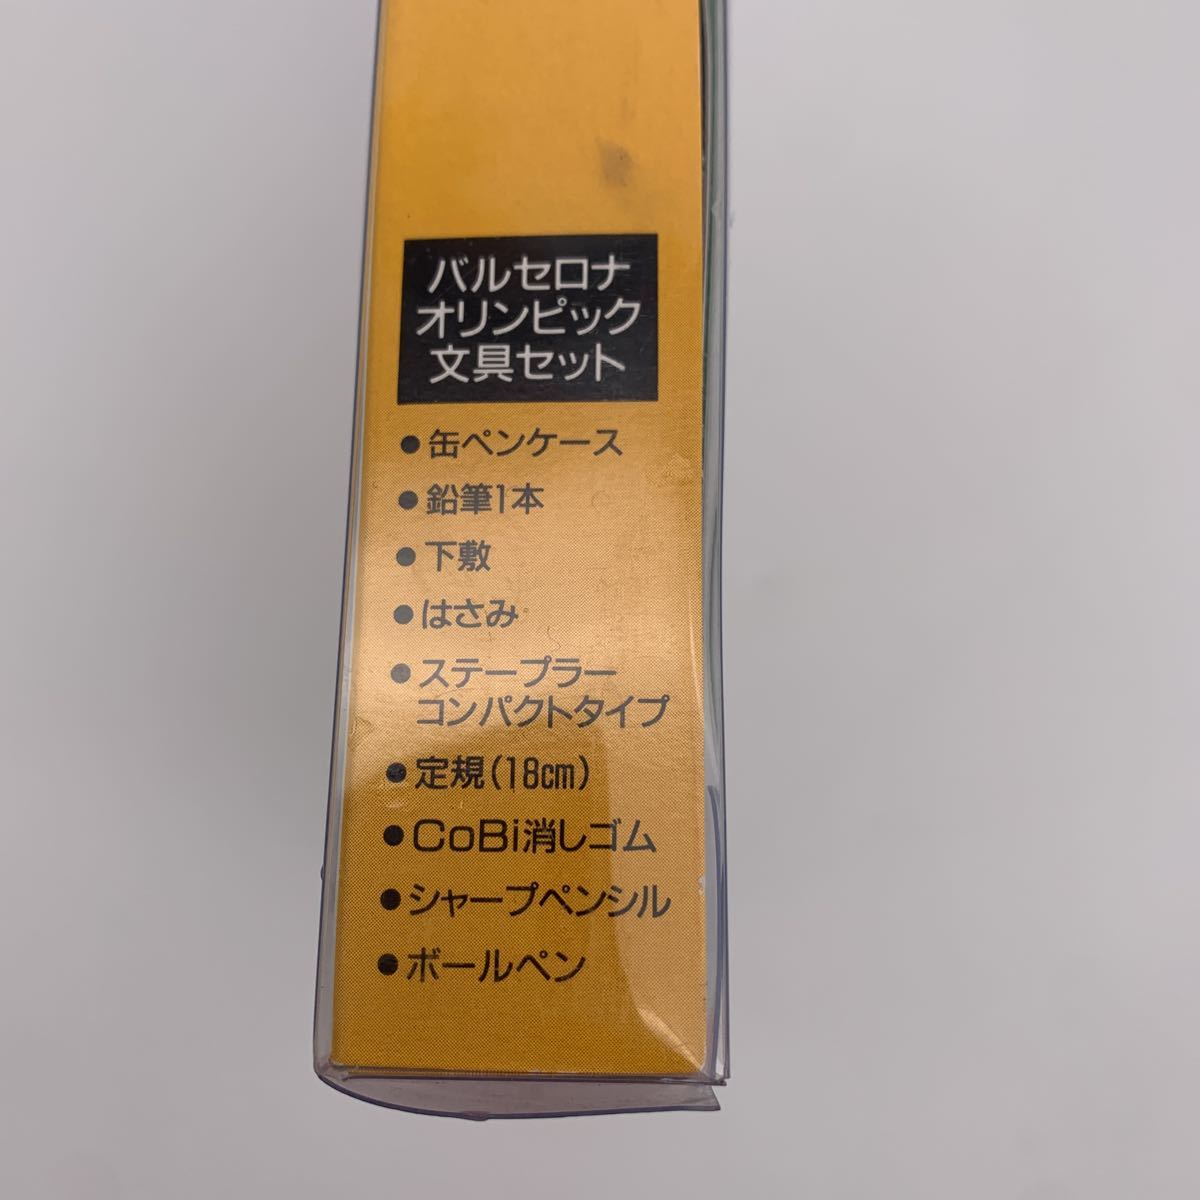 バルセロナ
オリンピック
文具セット
●缶ペンケース
●鉛筆1本
●下敷
●はさみ
●ステープラー
コンパクトタイプ
●定規(18㎝)
●CoBi消しゴム
●シャープペンシル
●ボールペン